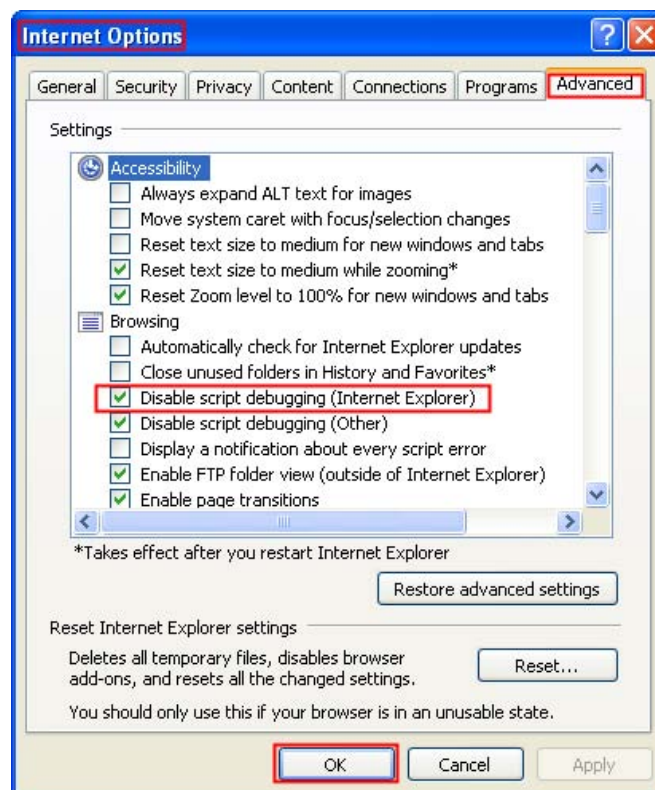 Internet Options
General Security Privacy Content Connections Programs Advanced
Settings
Accessibility
Always expand ALT text for images
Move system caret with focus/selection changes
Reset text size to medium for new windows and tabs
Reset text size to medium while zooming*
Reset Zoom level to 100% for new windows and tabs
Browsing
Automatically check for Internet Explorer updates
Close unused folders in History and Favorites*
Disable script debugging (Internet Explorer)
Disable script debugging (Other)
Display a notification about every script error
Enable FTP folder view (outside of Internet Explorer)
Enable page transitions
*Takes effect after you restart Internet Explorer
Restore advanced settings
Reset Internet Explorer settings
Deletes all temporary files, disables browser
add-ons, and resets all the changed settings.
Reset...
You should only use this if your browser is in an unusable state.
OK Cancel Apply